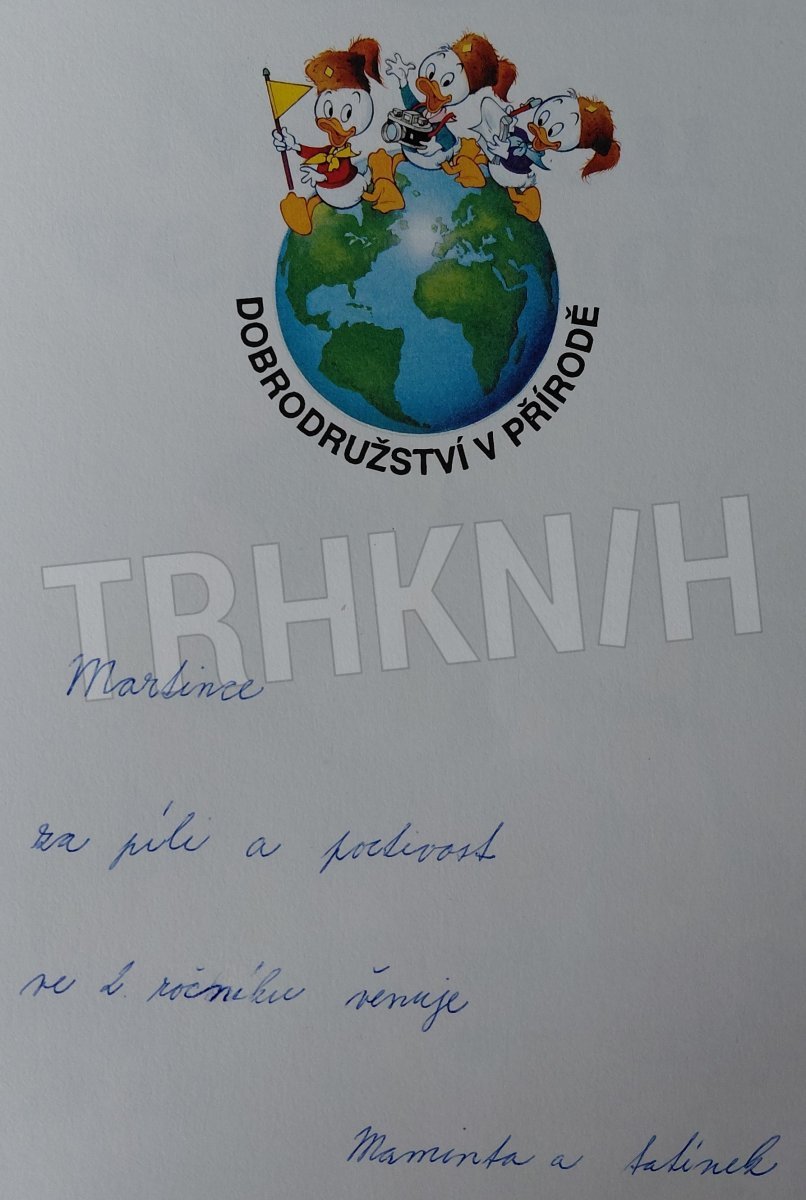 DOBRODRUŽSTVÍ V PŘÍRODĚ
TRHKNIH
Martince
za píli a poctivost
ve 2. ročníku věnuje
Maminka a tatínek